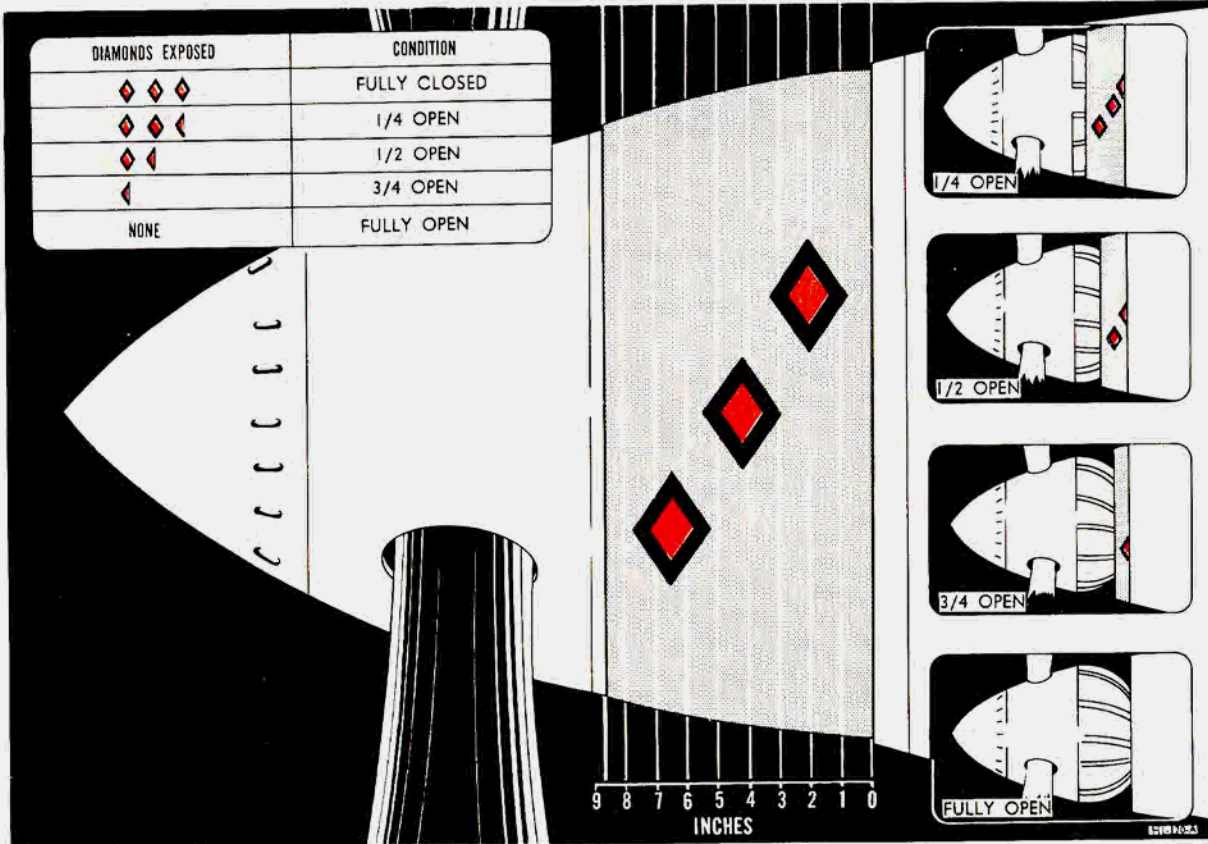 DIAMONDS EXPOSED CONDITION
FULLY CLOSED
1/4 OPEN
1/2 OPEN
3/4 OPEN
NONE FULLY OPEN
1/4 OPEN
1/2 OPEN
3/4 OPEN
FULLY OPEN
9 8 7 6 5 4 3 2 1 0
INCHES